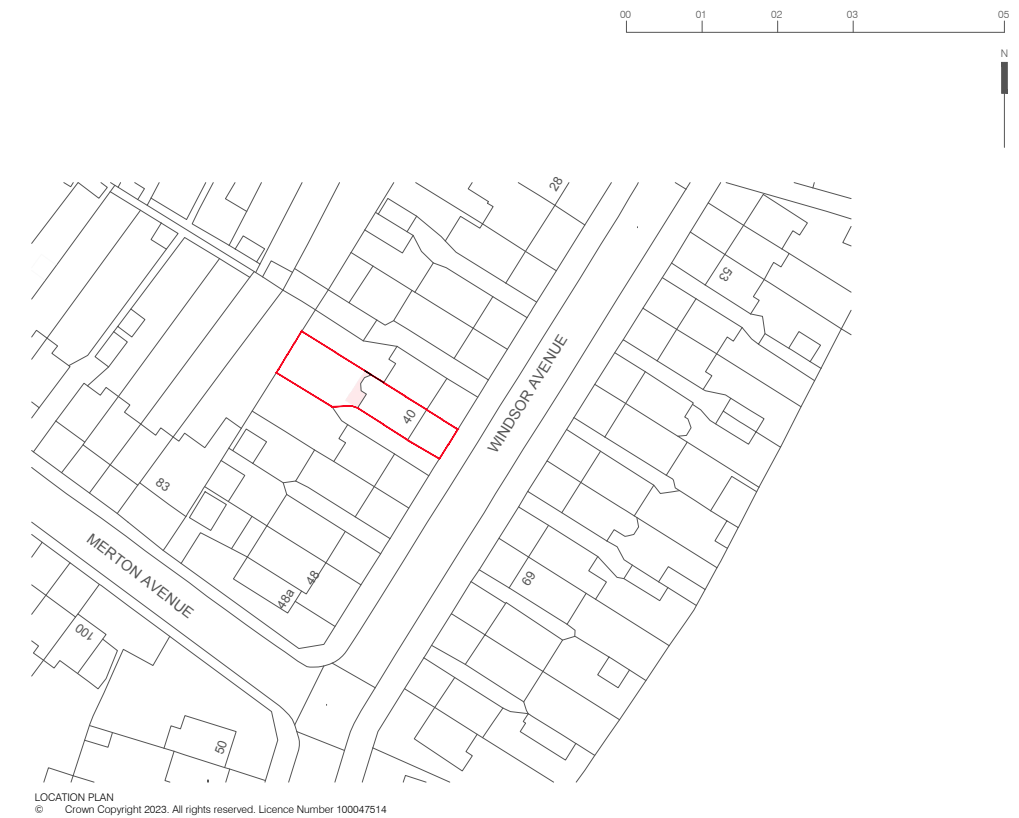 00 01 02 03 05
N
28
53
WINDSOR AVENUE
40
83
MERTON AVENUE
48
69
48a
100
50
LOCATION PLAN
© Crown Copyright 2023. All rights reserved. Licence Number 100047514